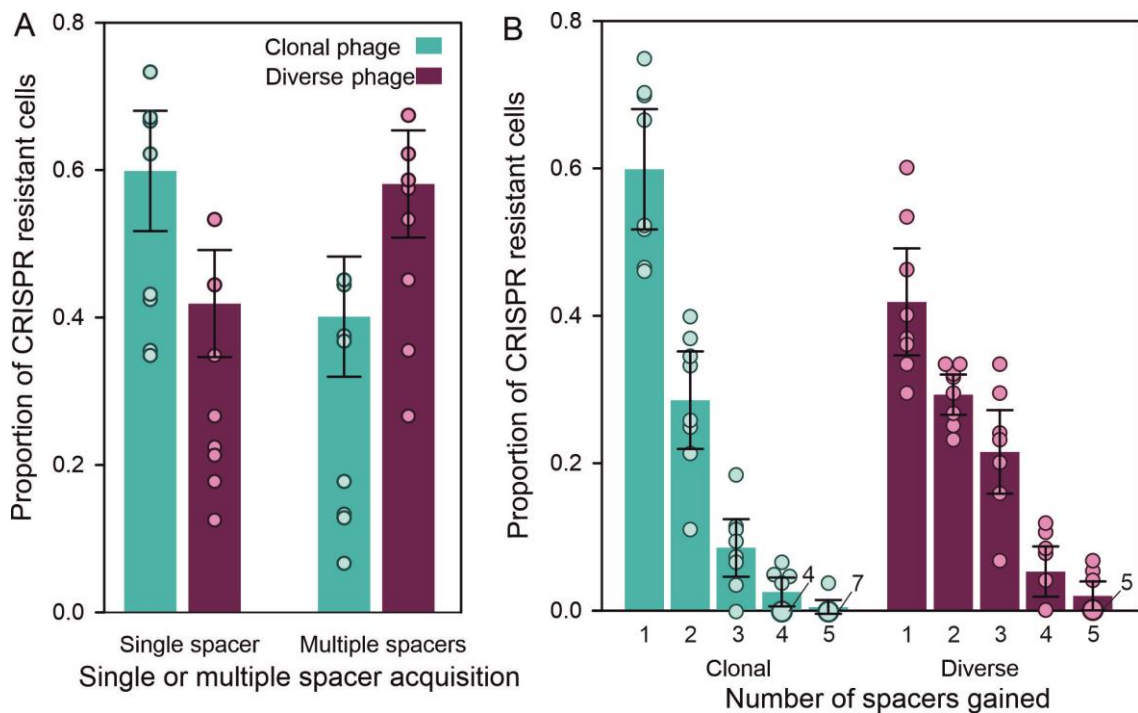 A
Proportion of CRISPR resistant cells
0.8
0.6
0.4
0.2
0.0
Clonal phage
Diverse phage
Single spacer
Multiple spacers
Single or multiple spacer acquisition
B
Proportion of CRISPR resistant cells
0.8
0.6
0.4
0.2
0.0
4
7
5
1 2 3 4 5 1 2 3 4 5
Clonal
Diverse
Number of spacers gained